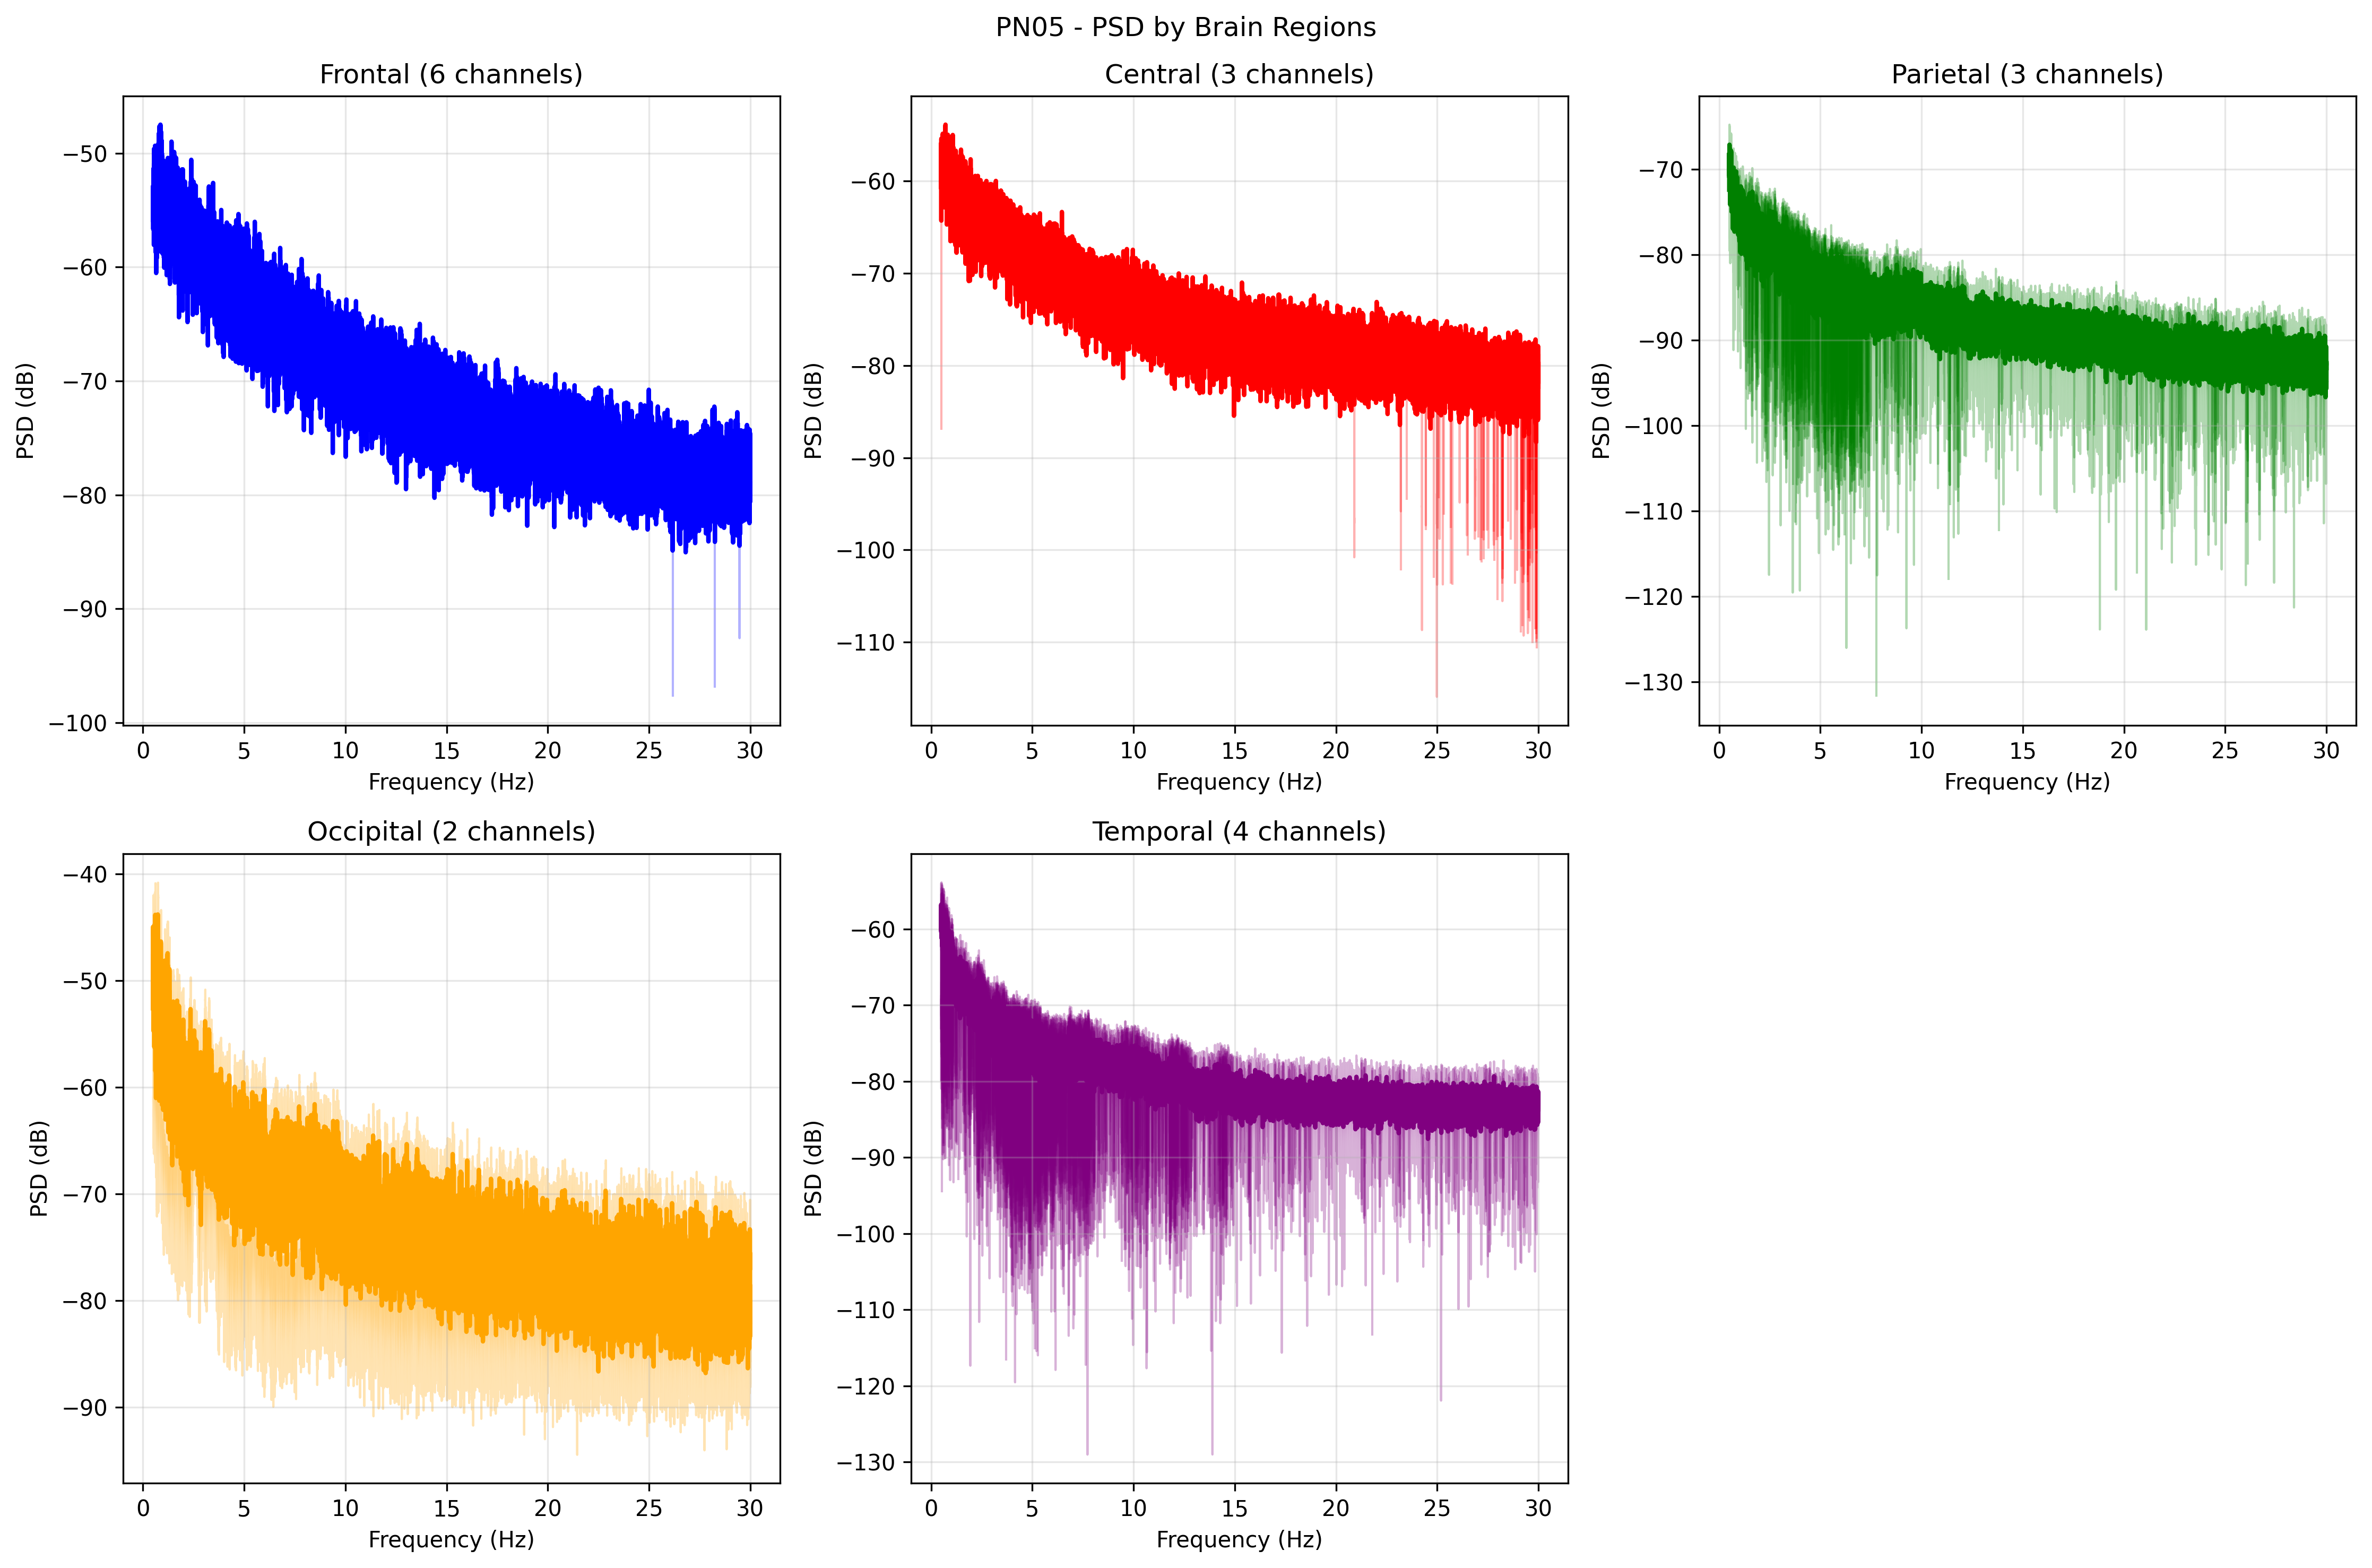 PN05 - PSD by Brain Regions
Frontal (6 channels)
−50
−60
−70
−80
−90
−100
PSD (dB)
0 5 10 15 20 25 30
Frequency (Hz)
Central (3 channels)
−60
−70
−80
−90
−100
−110
PSD (dB)
0 5 10 15 20 25 30
Frequency (Hz)
Parietal (3 channels)
−70
−80
−90
−100
−110
−120
−130
PSD (dB)
0 5 10 15 20 25 30
Frequency (Hz)
Occipital (2 channels)
−40
−50
−60
−70
−80
−90
PSD (dB)
0 5 10 15 20 25 30
Frequency (Hz)
Temporal (4 channels)
−60
−70
−80
−90
−100
−110
−120
−130
PSD (dB)
0 5 10 15 20 25 30
Frequency (Hz)